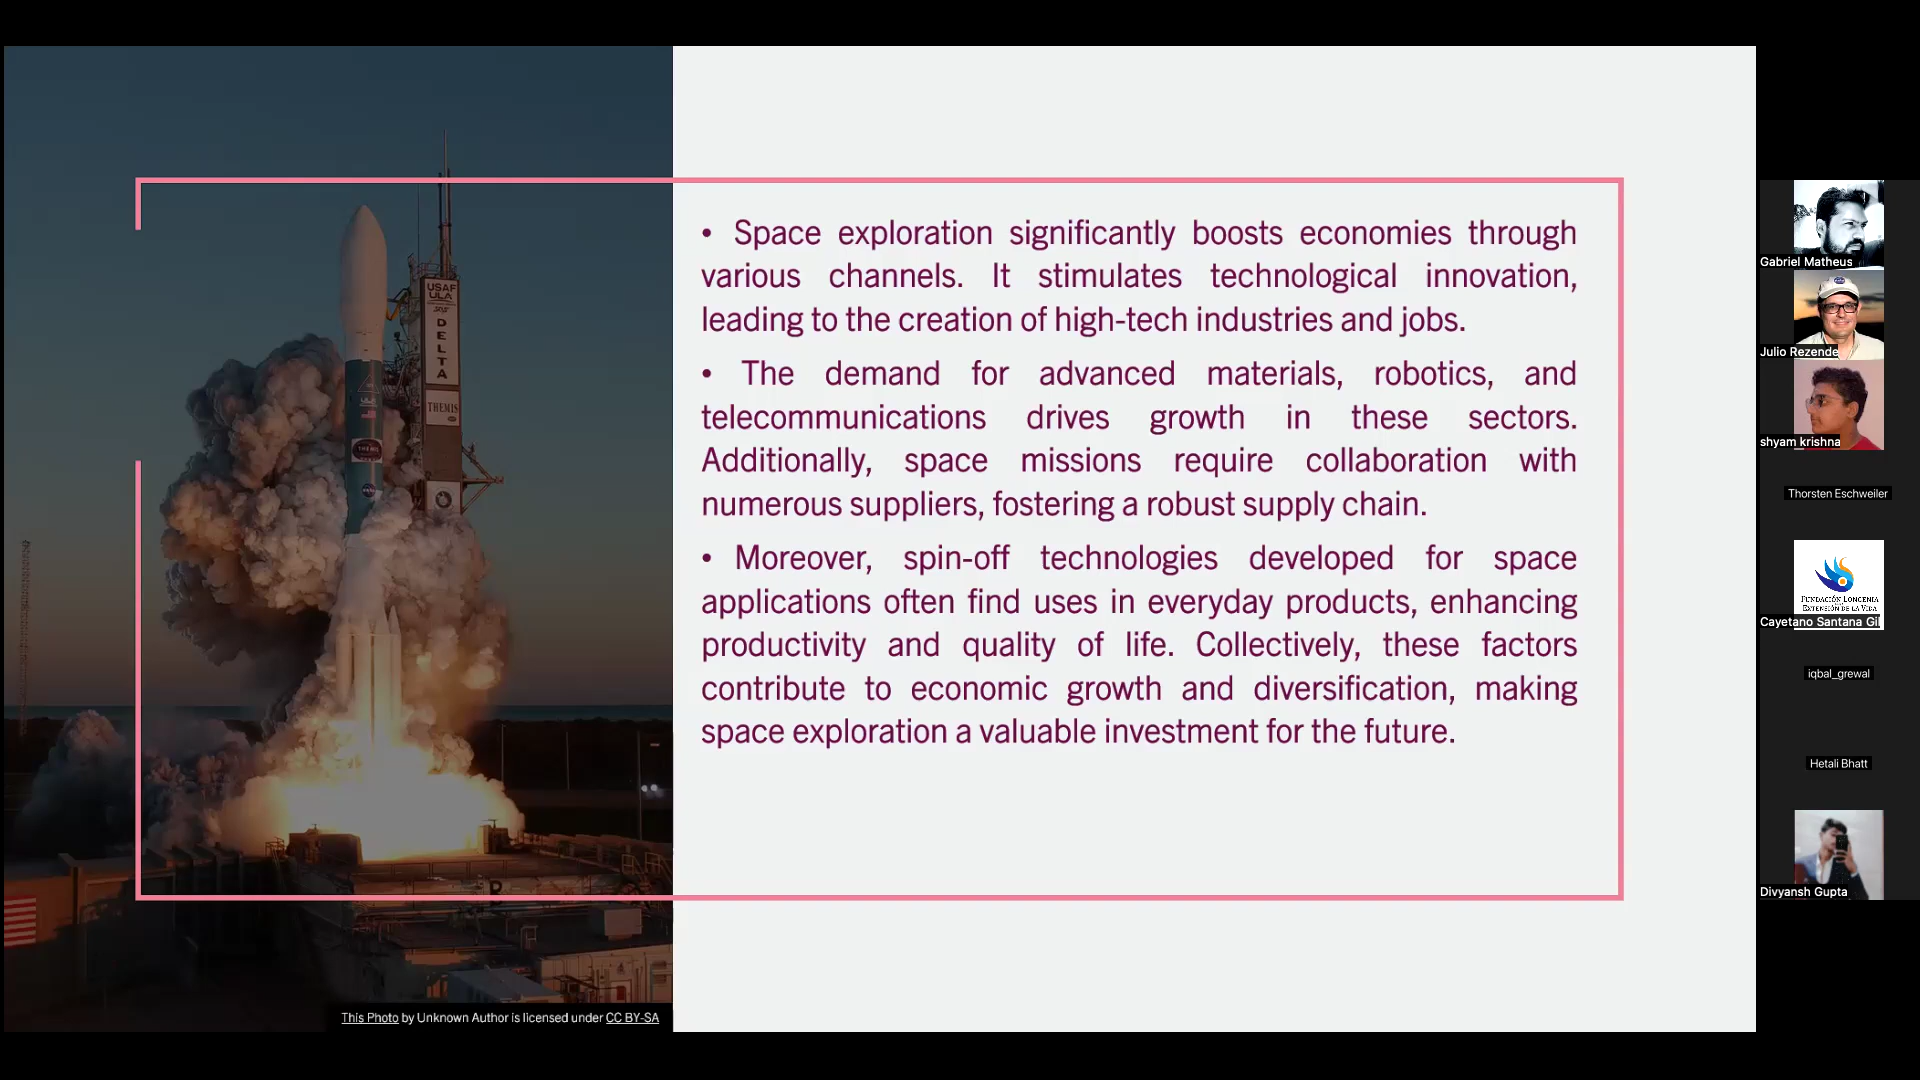 USAF
ULA
DELTA
THEMIS
• Space exploration significantly boosts economies through
various channels. It stimulates technological innovation,
leading to the creation of high-tech industries and jobs.
• The demand for advanced materials, robotics, and
telecommunications drives growth in these sectors.
Additionally, space missions require collaboration with
numerous suppliers, fostering a robust supply chain.
• Moreover, spin-off technologies developed for space
applications often find uses in everyday products, enhancing
productivity and quality of life. Collectively, these factors
contribute to economic growth and diversification, making
space exploration a valuable investment for the future.
This Photo by Unknown Author is licensed under CC BY-SA
Gabriel Matheus
Julio Rezende
shyam krishna
Thorsten Eschweiler
FUNDACIÓN LONGENIA
EXTENSIÓN DE LA VIDA
Cayetano Santana Gil
iqbal_grewal
Hetali Bhatt
Divyansh Gupta